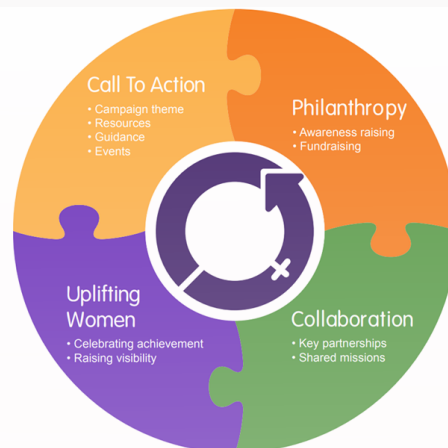 Call To Action
• Campaign theme
• Resources
• Guidance
• Events
Philanthropy
• Awareness raising
• Fundraising
Uplifting
Women
• Celebrating achievement
• Raising visibility
Collaboration
• Key partnerships
• Shared missions